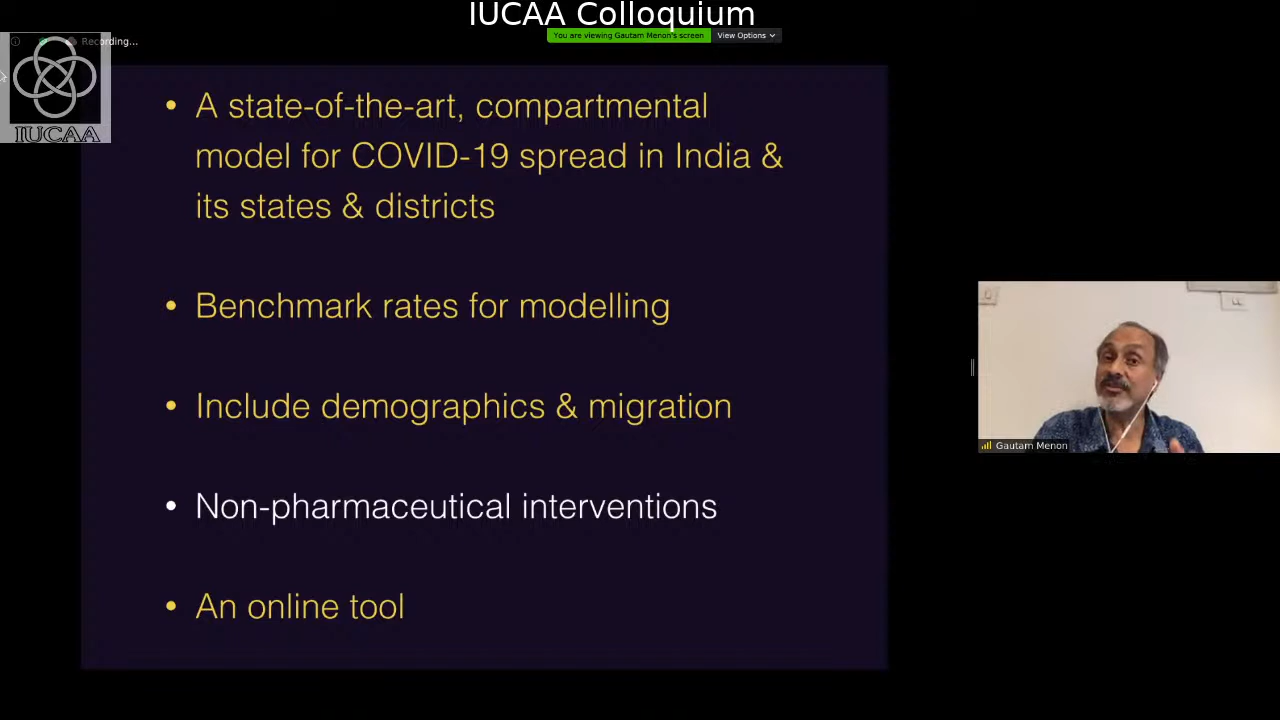 IUCAA Colloquium
You are viewing Gautam Menon's screen
View Options
Recording...
IUCAA
• A state-of-the-art, compartmental
model for COVID-19 spread in India &
its states & districts
• Benchmark rates for modelling
• Include demographics & migration
• Non-pharmaceutical interventions
• An online tool
Gautam Menon